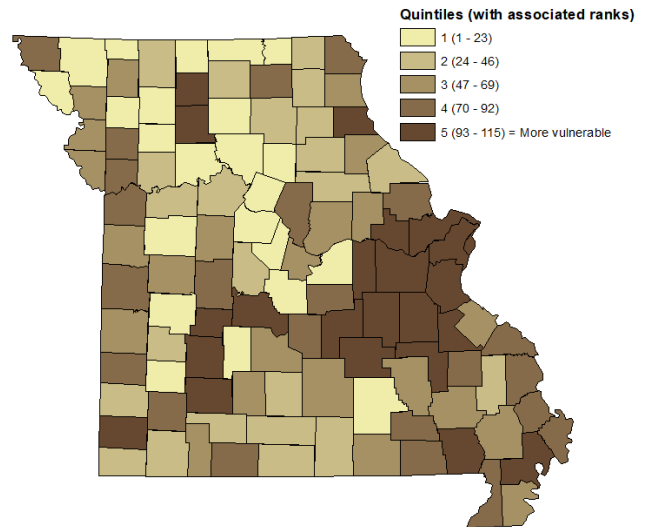 Quintiles (with associated ranks)
1 (1 - 23)
2 (24 - 46)
3 (47 - 69)
4 (70 - 92)
5 (93 - 115) = More vulnerable